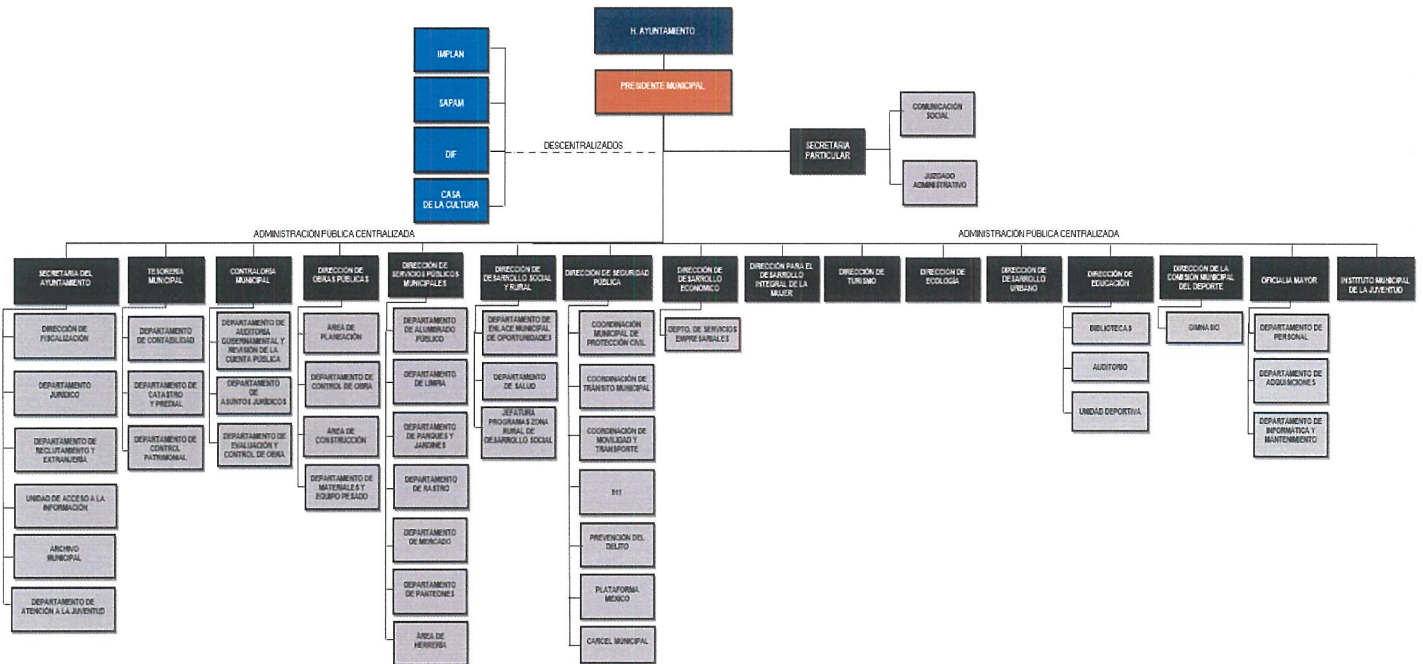 H. AYUNTAMIENTO
PRESIDENTE MUNICIPAL
IMPLAN
SAPAM
DIF
CASA
DE LA CULTURA
DESCENTRALIZADOS
SECRETARIA
PARTICULAR
COMUNICACIÓN
SOCIAL
JUZGADO
ADMINISTRATIVO
ADMINISTRACION PÚBLICA CENTRALIZADA
ADMINISTRACIÓN PÚBLICA CENTRALIZADA
SECRETARIA DEL
AYUNTAMIENTO
DIRECCIÓN DE
FISCALIZACIÓN
DEPARTAMENTO
JURÍDICO
DEPARTAMENTO DE
RECLUTAMIENTO Y
EXTRANJERÍA
UNIDAD DE ACCESO A LA
INFORMACIÓN
ARCHIVO
MUNICIPAL
DEPARTAMENTO DE
ATENCIÓN A LA JUVENTUD
TESORERIA
MUNICIPAL
DEPARTAMENTO
DE CONTABILIDAD
DEPARTAMENTO DE
CATASTRO
Y PREDIAL
DEPARTAMENTO DE
CONTROL
PATRIMONIAL
CONTRALORÍA
MUNICIPAL
DEPARTAMENTO DE
AUDITORÍA
GUBERNAMENTAL Y
REVISIÓN DE LA
CUENTA PÚBLICA
DEPARTAMENTO
DE
ASUNTOS JURÍDICOS
DEPARTAMENTO DE
EVALUACIÓN Y
CONTROL DE OBRA
DIRECCIÓN DE
OBRAS PÚBLICAS
ÁREA DE
PLANEACIÓN
DEPARTAMENTO DE
CONTROL DE OBRA
ÁREA DE
CONSTRUCCIÓN
DEPARTAMENTO DE
MATERIALES Y
EQUIPO PESADO
DIRECCIÓN DE
SERVICIOS PÚBLICOS
MUNICIPALES
DEPARTAMENTO
DE ALUMBRADO
PÚBLICO
DEPARTAMENTO
DE LIMPIA
DEPARTAMENTO
DE PARQUES Y
JARDINES
DEPARTAMENTO
DE RASTRO
DEPARTAMENTO
DE MERCADO
DEPARTAMENTO
DE PANTEONES
ÁREA DE
HERRERÍA
DIRECCIÓN DE
DESARROLLO SOCIAL
Y RURAL
DEPARTAMENTO DE
ENLACE MUNICIPAL
DE OPORTUNIDADES
DEPARTAMENTO
DE SALUD
JEFATURA
PROGRAMAS ZONA
RURAL DE
DESARROLLO SOCIAL
DIRECCIÓN DE SEGURIDAD
PÚBLICA
COORDINACIÓN
MUNICIPAL DE
PROTECCIÓN CIVIL
COORDINACIÓN DE
TRÁNSITO MUNICIPAL
COORDINACIÓN DE
MOVILIDAD Y
TRANSPORTE
911
PREVENCIÓN DEL
DELITO
PLATAFORMA
MÉXICO
CARCEL MUNICIPAL
DIRECCIÓN DE
DESARROLLO
ECONÓMICO
DEPTO. DE SERVICIOS
EMPRESARIALES
DIRECCIÓN PARA EL
DESARROLLO
INTEGRAL DE LA
MUJER
DIRECCIÓN DE
TURISMO
DIRECCIÓN DE
ECOLOGÍA
DIRECCIÓN DE
DESARROLLO
URBANO
DIRECCIÓN DE
EDUCACIÓN
BIBLIOTECAS
AUDITORIO
UNIDAD DEPORTIVA
DIRECCIÓN DE LA
COMISIÓN MUNICIPAL
DEL DEPORTE
GIMNASIO
OFICIALIA MAYOR
DEPARTAMENTO DE
PERSONAL
DEPARTAMENTO DE
ADQUISICIONES
DEPARTAMENTO DE
INFORMÁTICA Y
MANTENIMIENTO
INSTITUTO MUNICIPAL
DE LA JUVENTUD